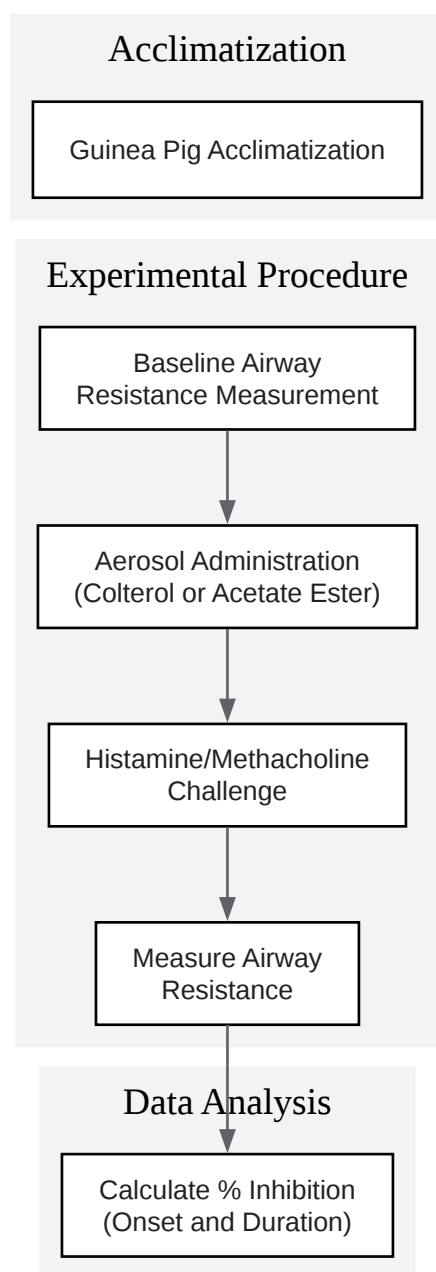 Acclimatization
Guinea Pig Acclimatization
Experimental Procedure
Baseline Airway
Resistance Measurement
Aerosol Administration
(Colterol or Acetate Ester)
Histamine/Methacholine
Challenge
Measure Airway
Resistance
Data Analysis
Calculate % Inhibition
(Onset and Duration)